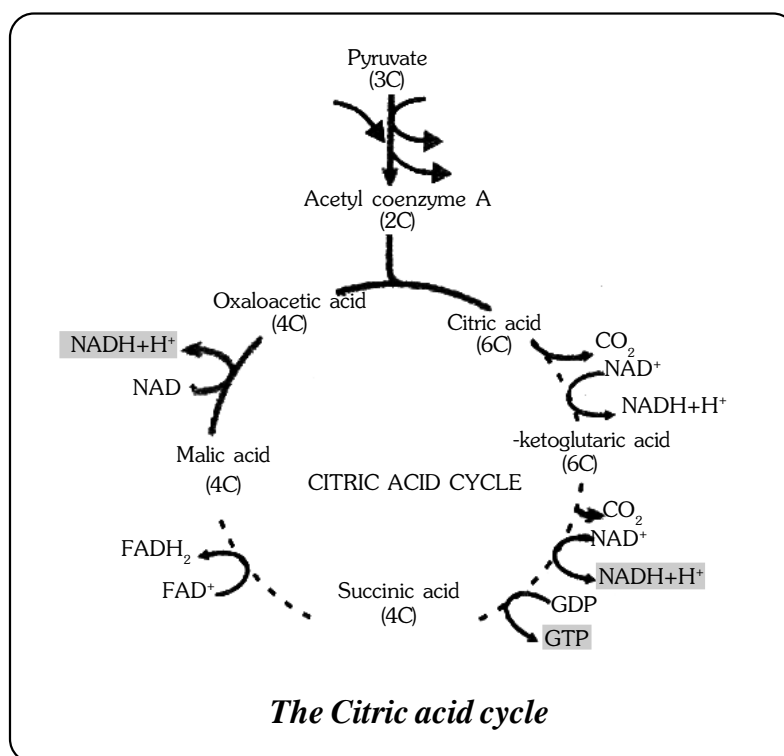 Pyruvate
(3C)
Acetyl coenzyme A
(2C)
Oxaloacetic acid
(4C)
Citric acid
(6C)
CO₂
NAD⁺
NADH+H⁺
-ketoglutaric acid
(6C)
CO₂
NAD⁺
NADH+H⁺
GDP
GTP
Succinic acid
(4C)
FADH₂
FAD⁺
Malic acid
(4C)
NADH+H⁺
NAD
CITRIC ACID CYCLE
The Citric acid cycle